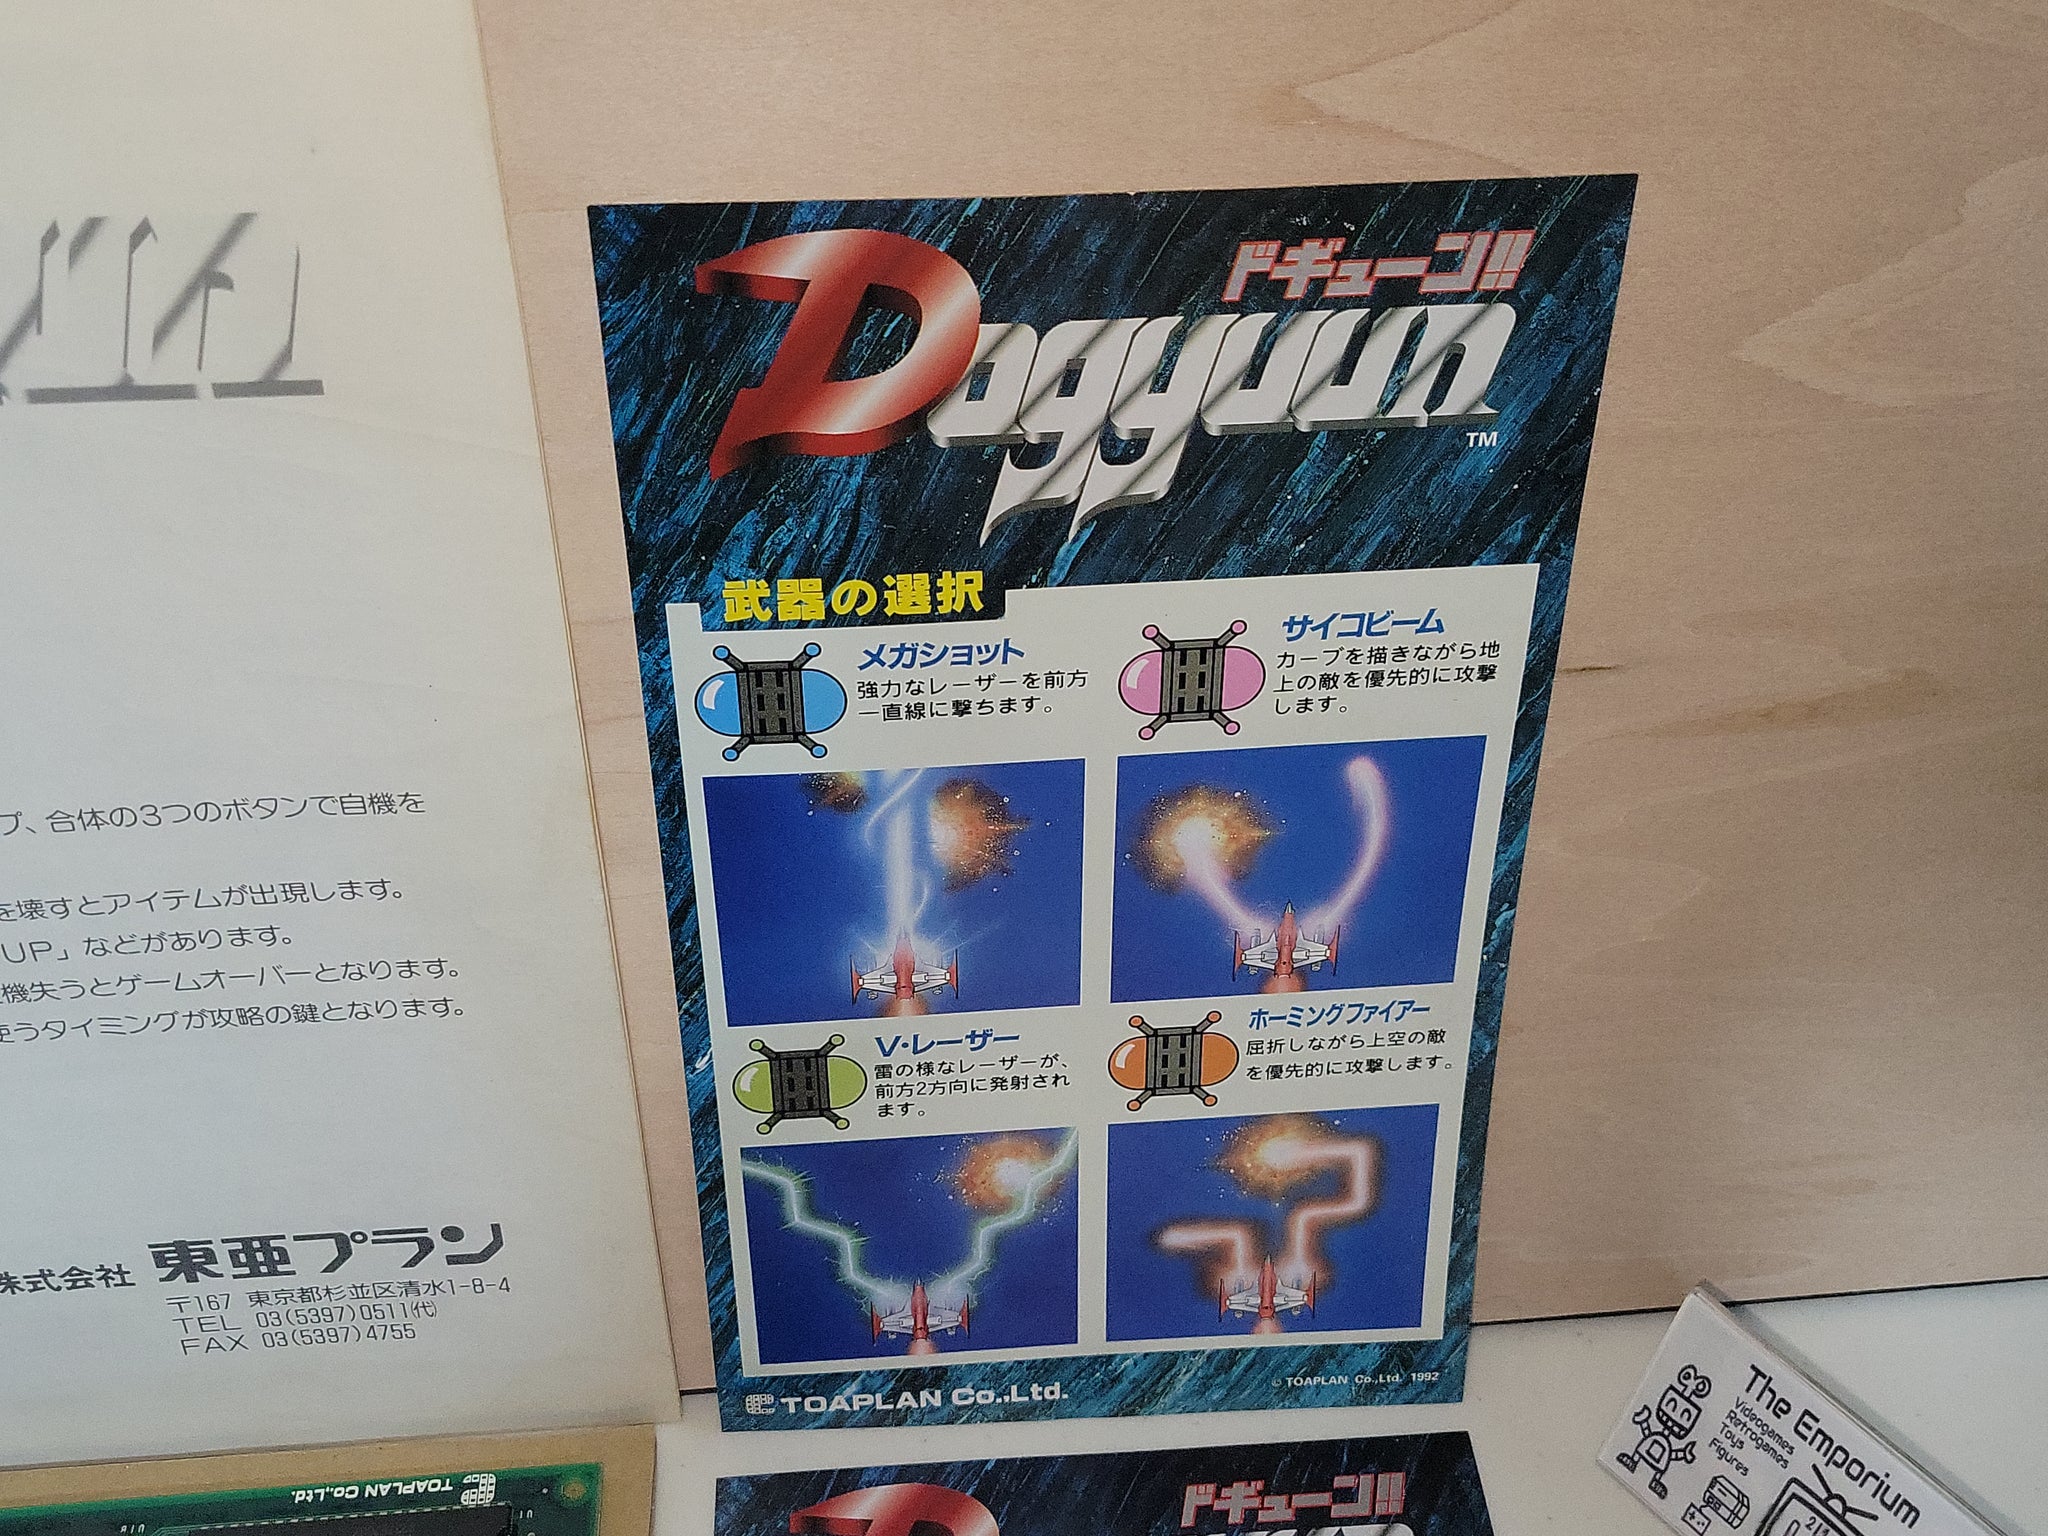 プ、合体の3つのボタンで自機を
を壊すとアイテムが出現します。
UP」などがあります。
機失うとゲームオーバーとなります。
使うタイミングが攻略の鍵となります。
株式会社 東亜プラン
〒167 東京都杉並区清水1-8-4
TEL 03(5397)0511(代)
FAX 03(5397)4755
TOAPLAN Co.,Ltd.
ドギューン!!
Dogyuun
TM
武器の選択
メガショット
強力なレーザーを前方
一直線に撃ちます。
サイコビーム
カーブを描きながら地
上の敵を優先的に攻撃
します。
V・レーザー
雷の様なレーザーが、
前方2方向に発射され
ます。
ホーミングファイアー
屈折しながら上空の敵
を優先的に攻撃します。
TOAPLAN Co.,Ltd.
© TOAPLAN Co.,Ltd. 1992
ドギューン!!
The Emporium
Videogames
Retrogames
Toys
Figures